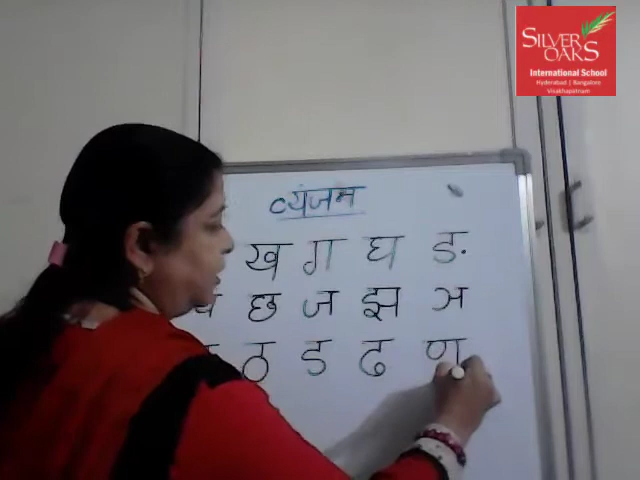 SILVER OAKS
International School
Hyderabad | Bangalore
Visakhapatnam
व्यंजन
ख ग घ ङ
च छ ज झ ञ
ठ ड ढ ण